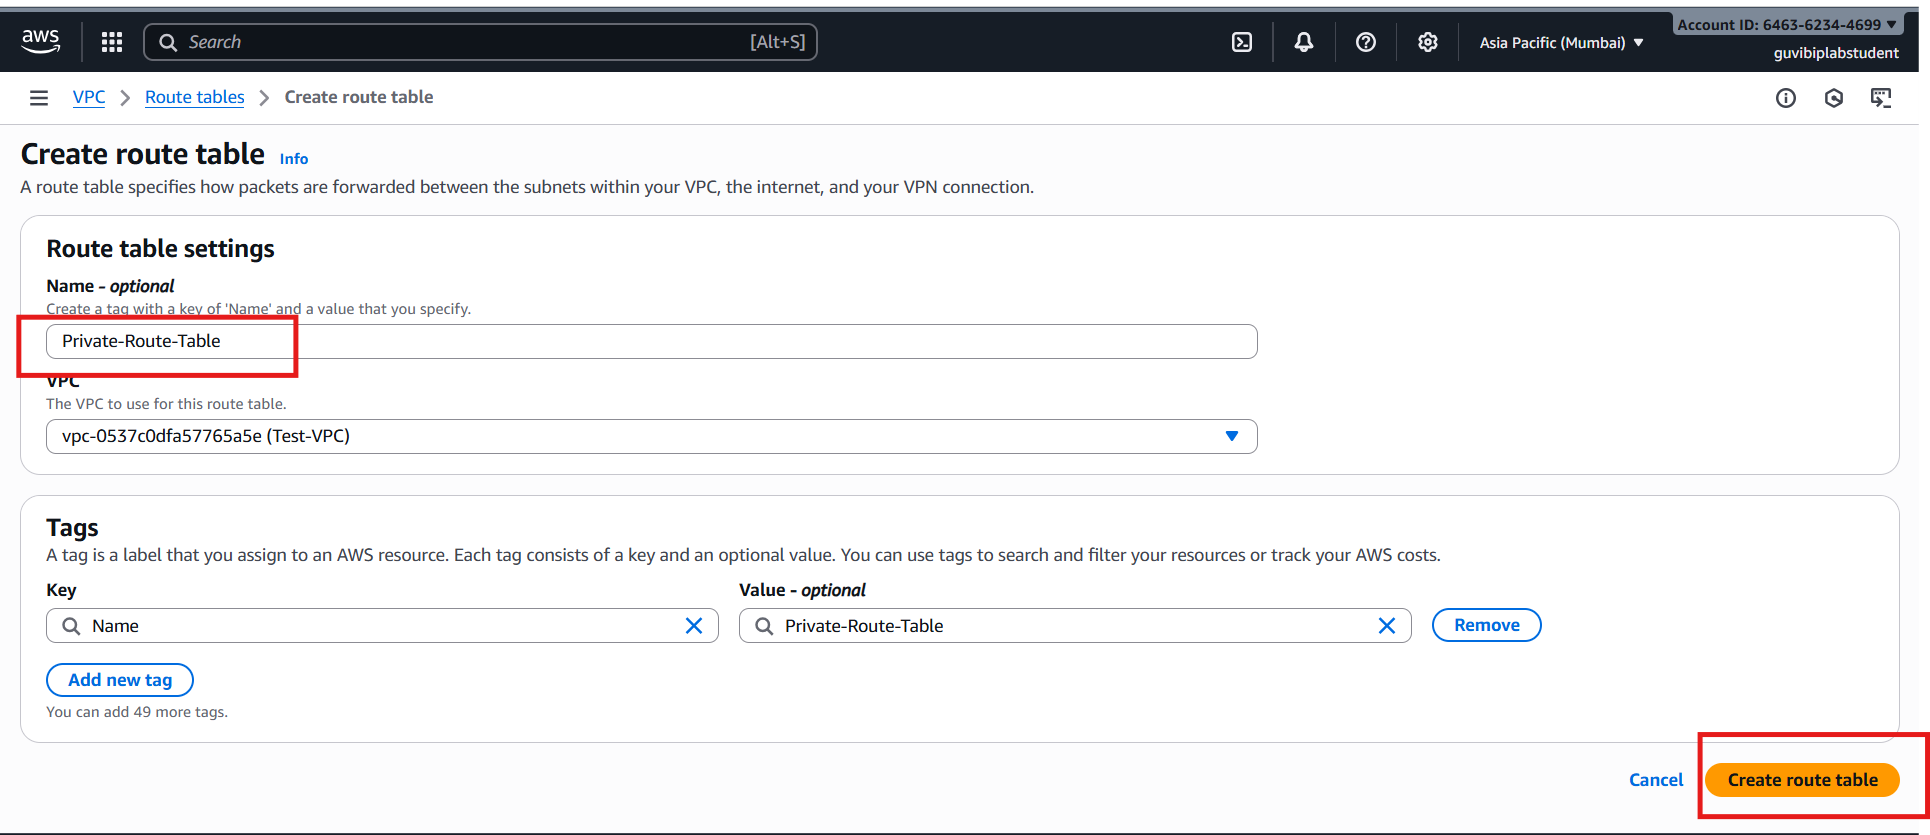 aws
Search [Alt+S]
Asia Pacific (Mumbai)
Account ID: 6463-6234-4699
guvibiplabstudent
VPC > Route tables > Create route table
Create route table Info
A route table specifies how packets are forwarded between the subnets within your VPC, the internet, and your VPN connection.
Route table settings
Name - optional
Create a tag with a key of 'Name' and a value that you specify.
Private-Route-Table
VPC
The VPC to use for this route table.
vpc-0537c0dfa57765a5e (Test-VPC)
Tags
A tag is a label that you assign to an AWS resource. Each tag consists of a key and an optional value. You can use tags to search and filter your resources or track your AWS costs.
Key Value - optional
Name Private-Route-Table Remove
Add new tag
You can add 49 more tags.
Cancel Create route table